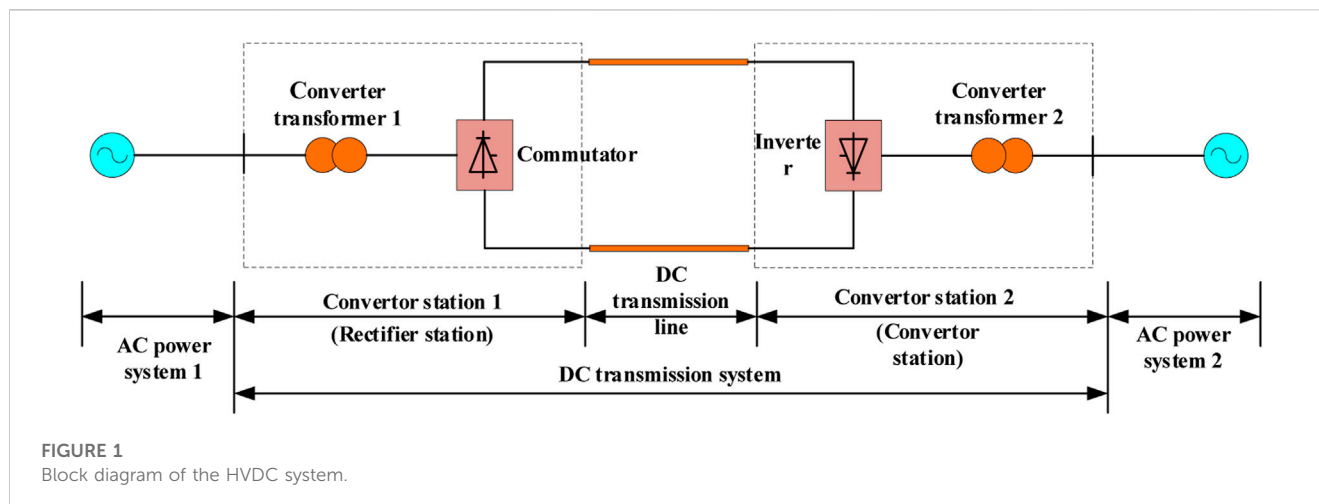 Converter
transformer 1
Commutator
Inverte
r
Converter
transformer 2
DC
transmission
line
Convertor station 1
(Rectifier station)
Convertor station 2
(Convertor
station)
AC power
system 1
AC power
system 2
DC transmission system
FIGURE 1
Block diagram of the HVDC system.